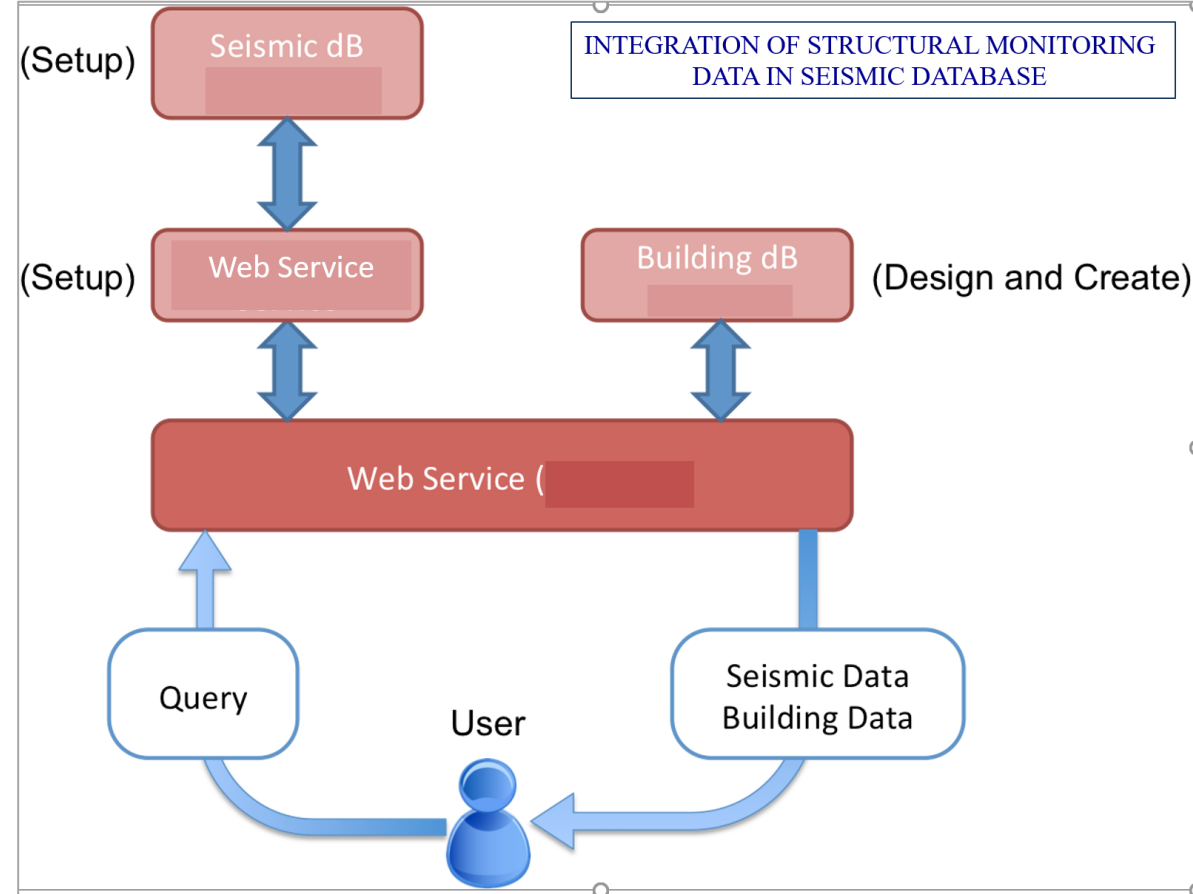 (Setup)
Seismic dB
INTEGRATION OF STRUCTURAL MONITORING
DATA IN SEISMIC DATABASE
(Setup)
Web Service
Building dB
(Design and Create)
Web Service (
Query
User
Seismic Data
Building Data